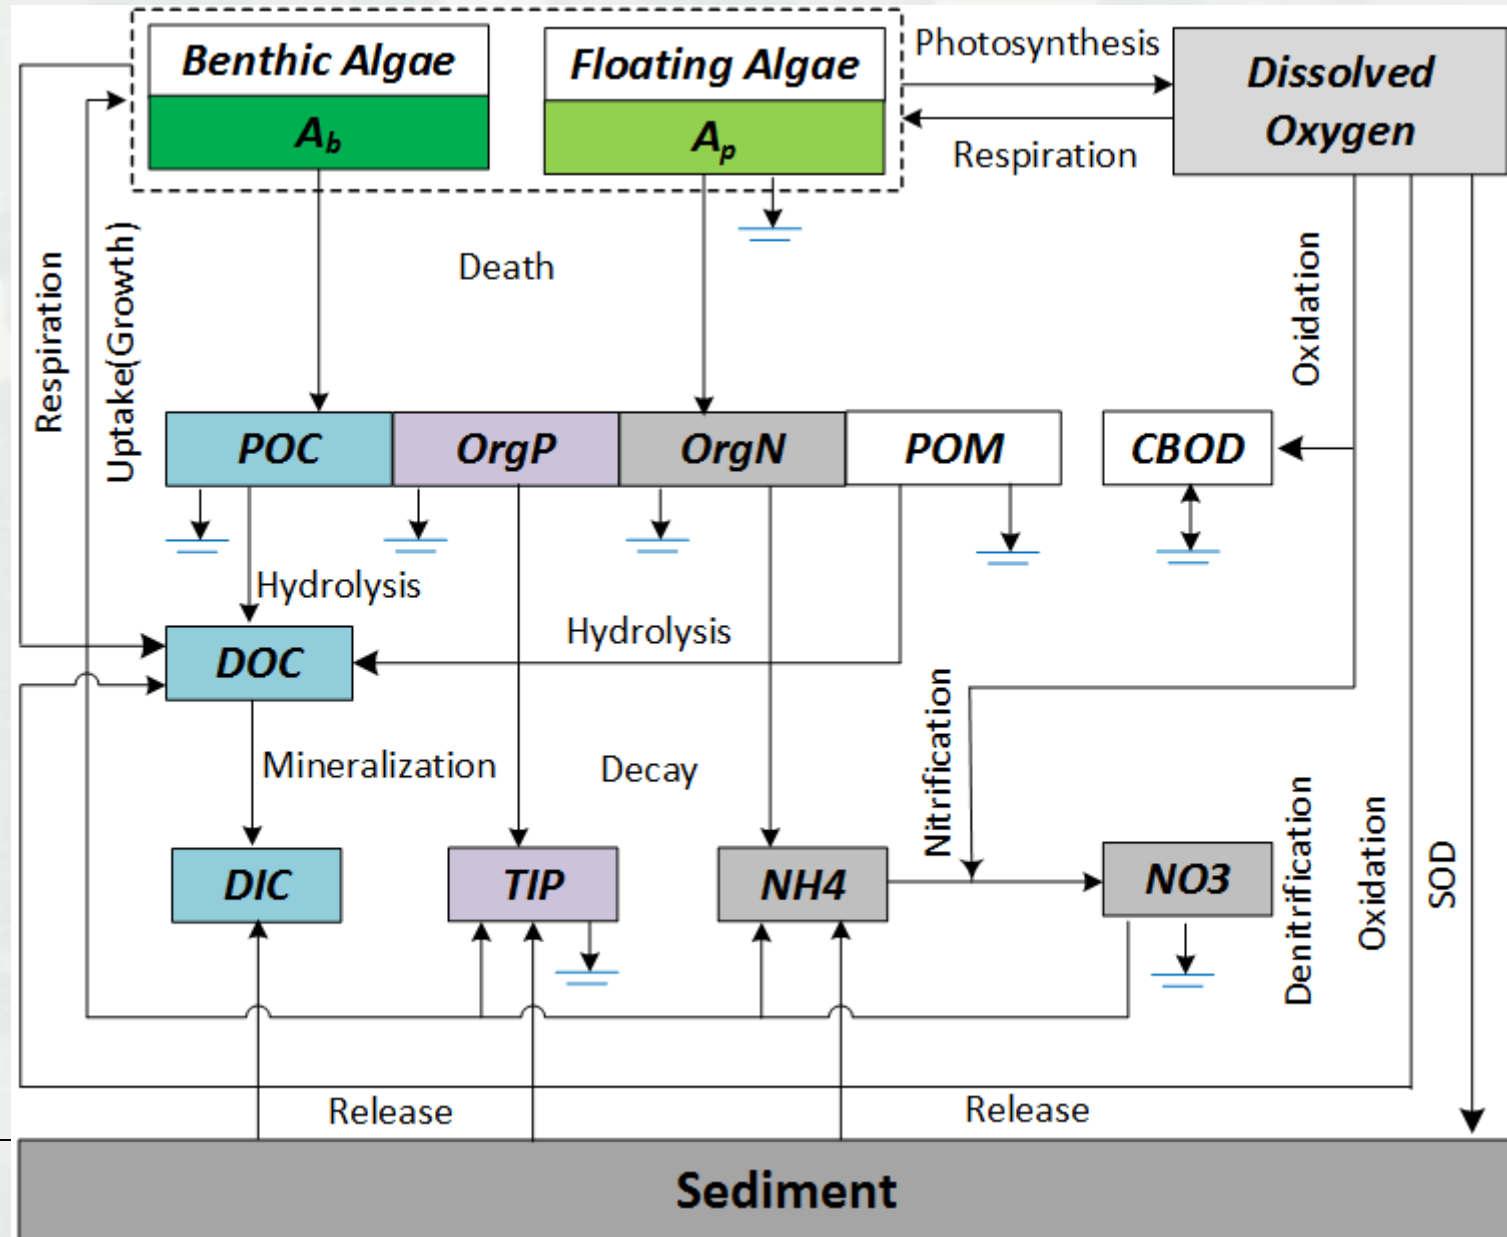 Benthic Algae
Ab
Floating Algae
Ap
Photosynthesis
Respiration
Dissolved
Oxygen
Respiration
Uptake(Growth)
Death
Oxidation
POC
OrgP
OrgN
POM
CBOD
Hydrolysis
Hydrolysis
DOC
Mineralization
Decay
Nitrification
Denitrification
Oxidation
SOD
DIC
TIP
NH4
NO3
Release
Release
Sediment